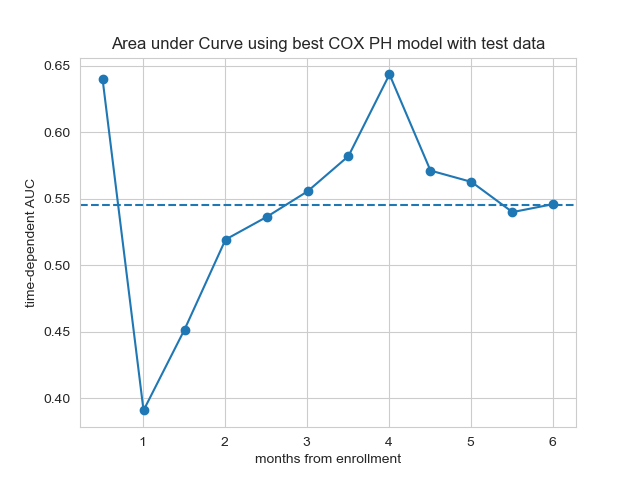 Area under Curve using best COX PH model with test data
time-dependent AUC
0.65
0.60
0.55
0.50
0.45
0.40
1 2 3 4 5 6
months from enrollment